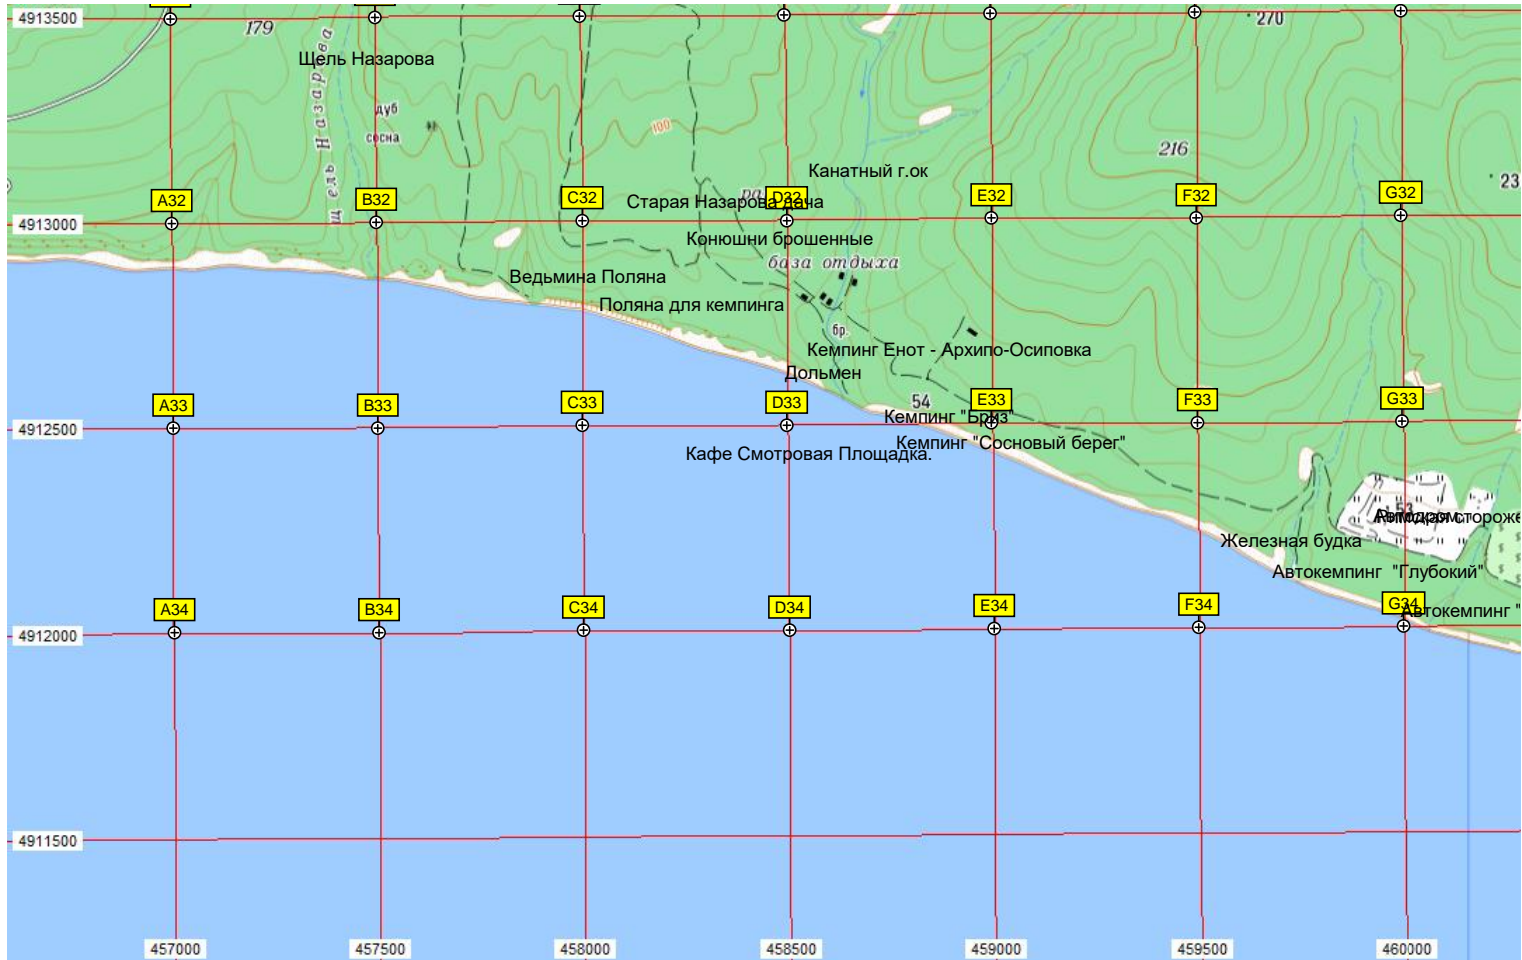 4913500
179
270
Щель Назарова
щ ель Назарова
дуб
сосна
100
216
Канатный г.ок
23
A32
B32
C32
Старая Назарова дача
D32
E32
F32
G32
4913000
Конюшни брошенные
база отдыха
Ведьмина Поляна
Поляна для кемпинга
бр.
Кемпинг Енот - Архипо-Осиповка
Дольмен
54
A33
B33
C33
D33
E33
F33
G33
Кемпинг "Бриз"
4912500
Кемпинг "Сосновый берег"
Кафе Смотровая Площадка.
53
Автодром
Железная будка
Автокемпинг "Глубокий"
A34
B34
C34
D34
E34
F34
G34
Автокемпинг "
4912000
4911500
457000
457500
458000
458500
459000
459500
460000